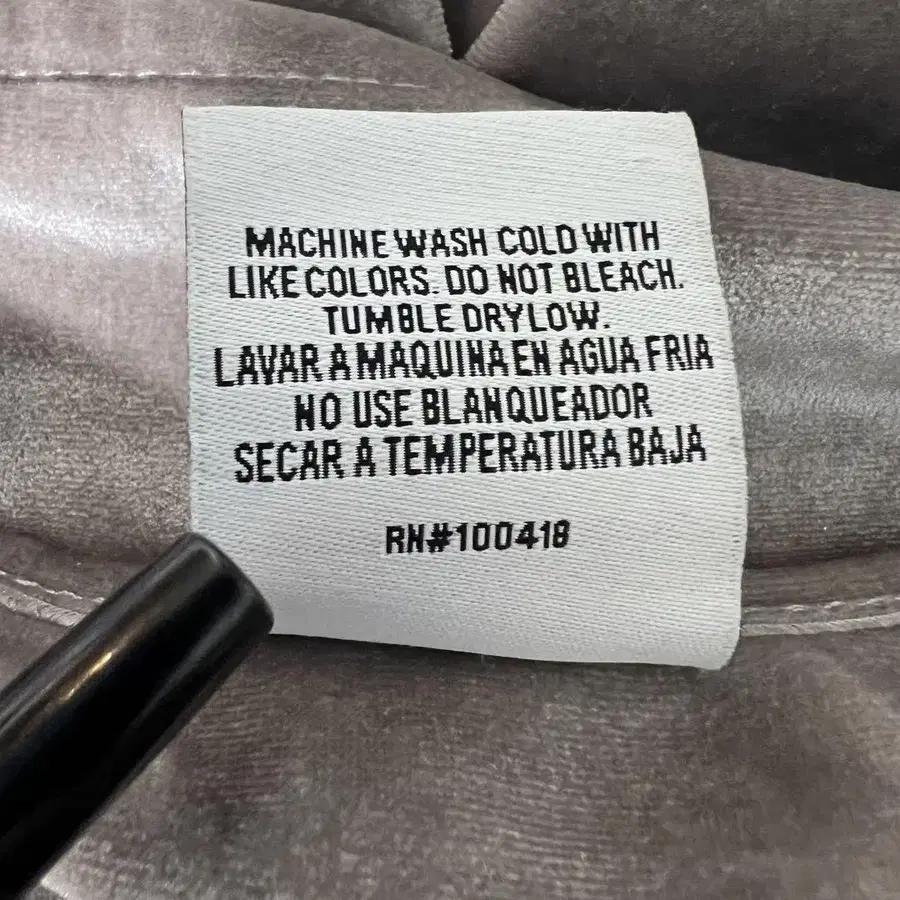 MACHINE WASH COLD WITH
LIKE COLORS. DO NOT BLEACH.
TUMBLE DRY LOW.
LAVAR A MAQUINA EN AGUA FRIA
NO USE BLANQUEADOR
SECAR A TEMPERATURA BAJA
RN#100418